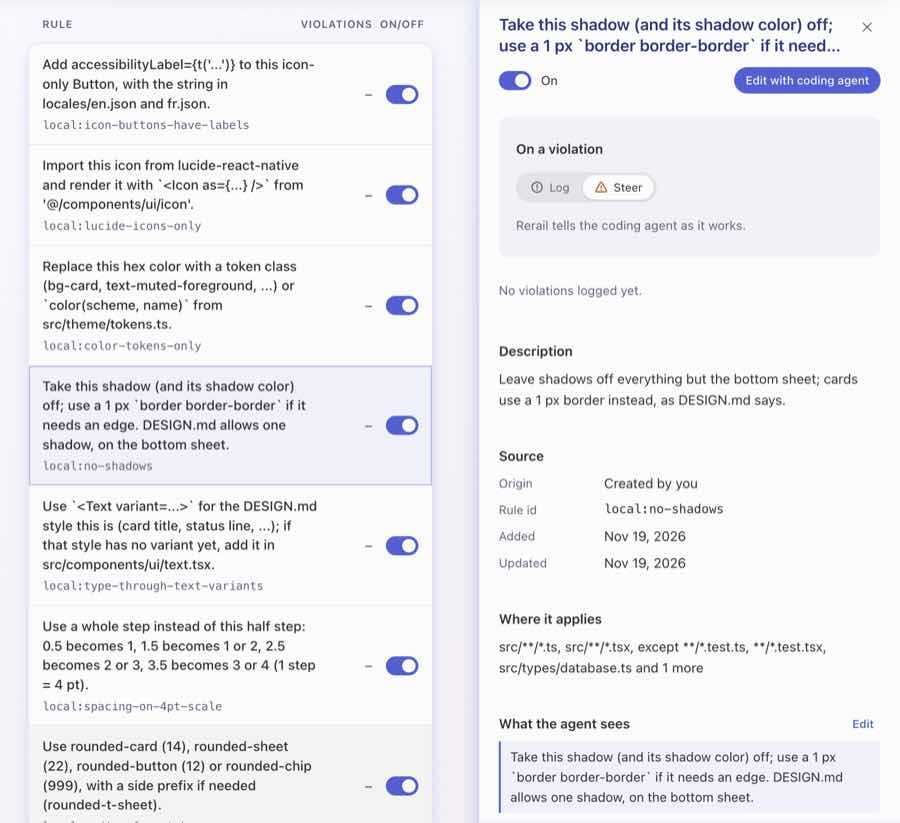 RULE
VIOLATIONS ON/OFF
Add accessibilityLabel={t('...')} to this icon-
only Button, with the string in
locales/en.json and fr.json.
local:icon-buttons-have-labels
–
Import this icon from lucide-react-native
and render it with `<Icon as={...} />` from
'@/components/ui/icon'.
local:lucide-icons-only
–
Replace this hex color with a token class
(bg-card, text-muted-foreground, ...) or
`color(scheme, name)` from
src/theme/tokens.ts.
local:color-tokens-only
–
Take this shadow (and its shadow color)
off; use a 1 px `border border-border` if it
needs an edge. DESIGN.md allows one
shadow, on the bottom sheet.
local:no-shadows
–
Use `<Text variant=...>` for the DESIGN.md
style this is (card title, status line, ...); if
that style has no variant yet, add it in
src/components/ui/text.tsx.
local:type-through-text-variants
–
Use a whole step instead of this half step:
0.5 becomes 1, 1.5 becomes 1 or 2, 2.5
becomes 2 or 3, 3.5 becomes 3 or 4 (1 step
= 4 pt).
local:spacing-on-4pt-scale
–
Use rounded-card (14), rounded-sheet
(22), rounded-button (12) or rounded-chip
(999), with a side prefix if needed
(rounded-t-sheet).
–
Take this shadow (and its shadow color) off;
use a 1 px `border border-border` if it need...
On
Edit with coding agent
On a violation
Log
Steer
Rerail tells the coding agent as it works.
No violations logged yet.
Description
Leave shadows off everything but the bottom sheet; cards
use a 1 px border instead, as DESIGN.md says.
Source
Origin Created by you
Rule id local:no-shadows
Added Nov 19, 2026
Updated Nov 19, 2026
Where it applies
src/**/*.ts, src/**/*.tsx, except **/*.test.ts, **/*.test.tsx,
src/types/database.ts and 1 more
What the agent sees
Edit
Take this shadow (and its shadow color) off; use a 1 px
`border border-border` if it needs an edge. DESIGN.md
allows one shadow, on the bottom sheet.